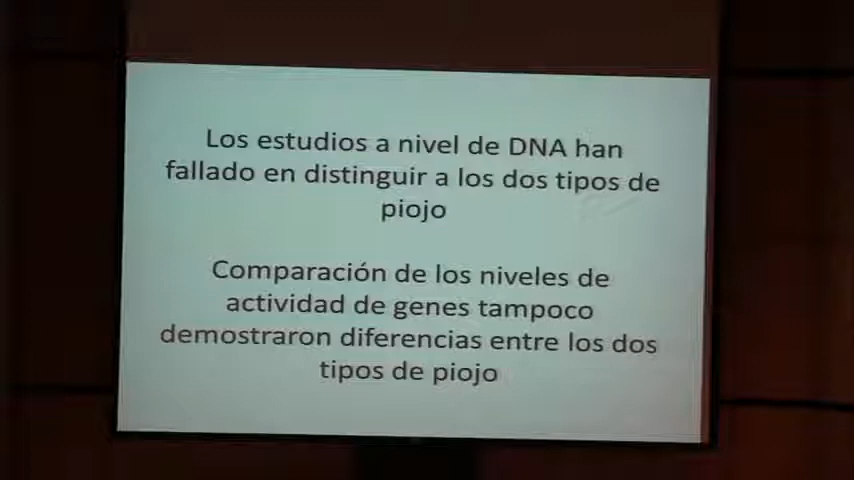 Los estudios a nivel de DNA han
fallado en distinguir a los dos tipos de
piojo
Comparación de los niveles de
actividad de genes tampoco
demostraron diferencias entre los dos
tipos de piojo